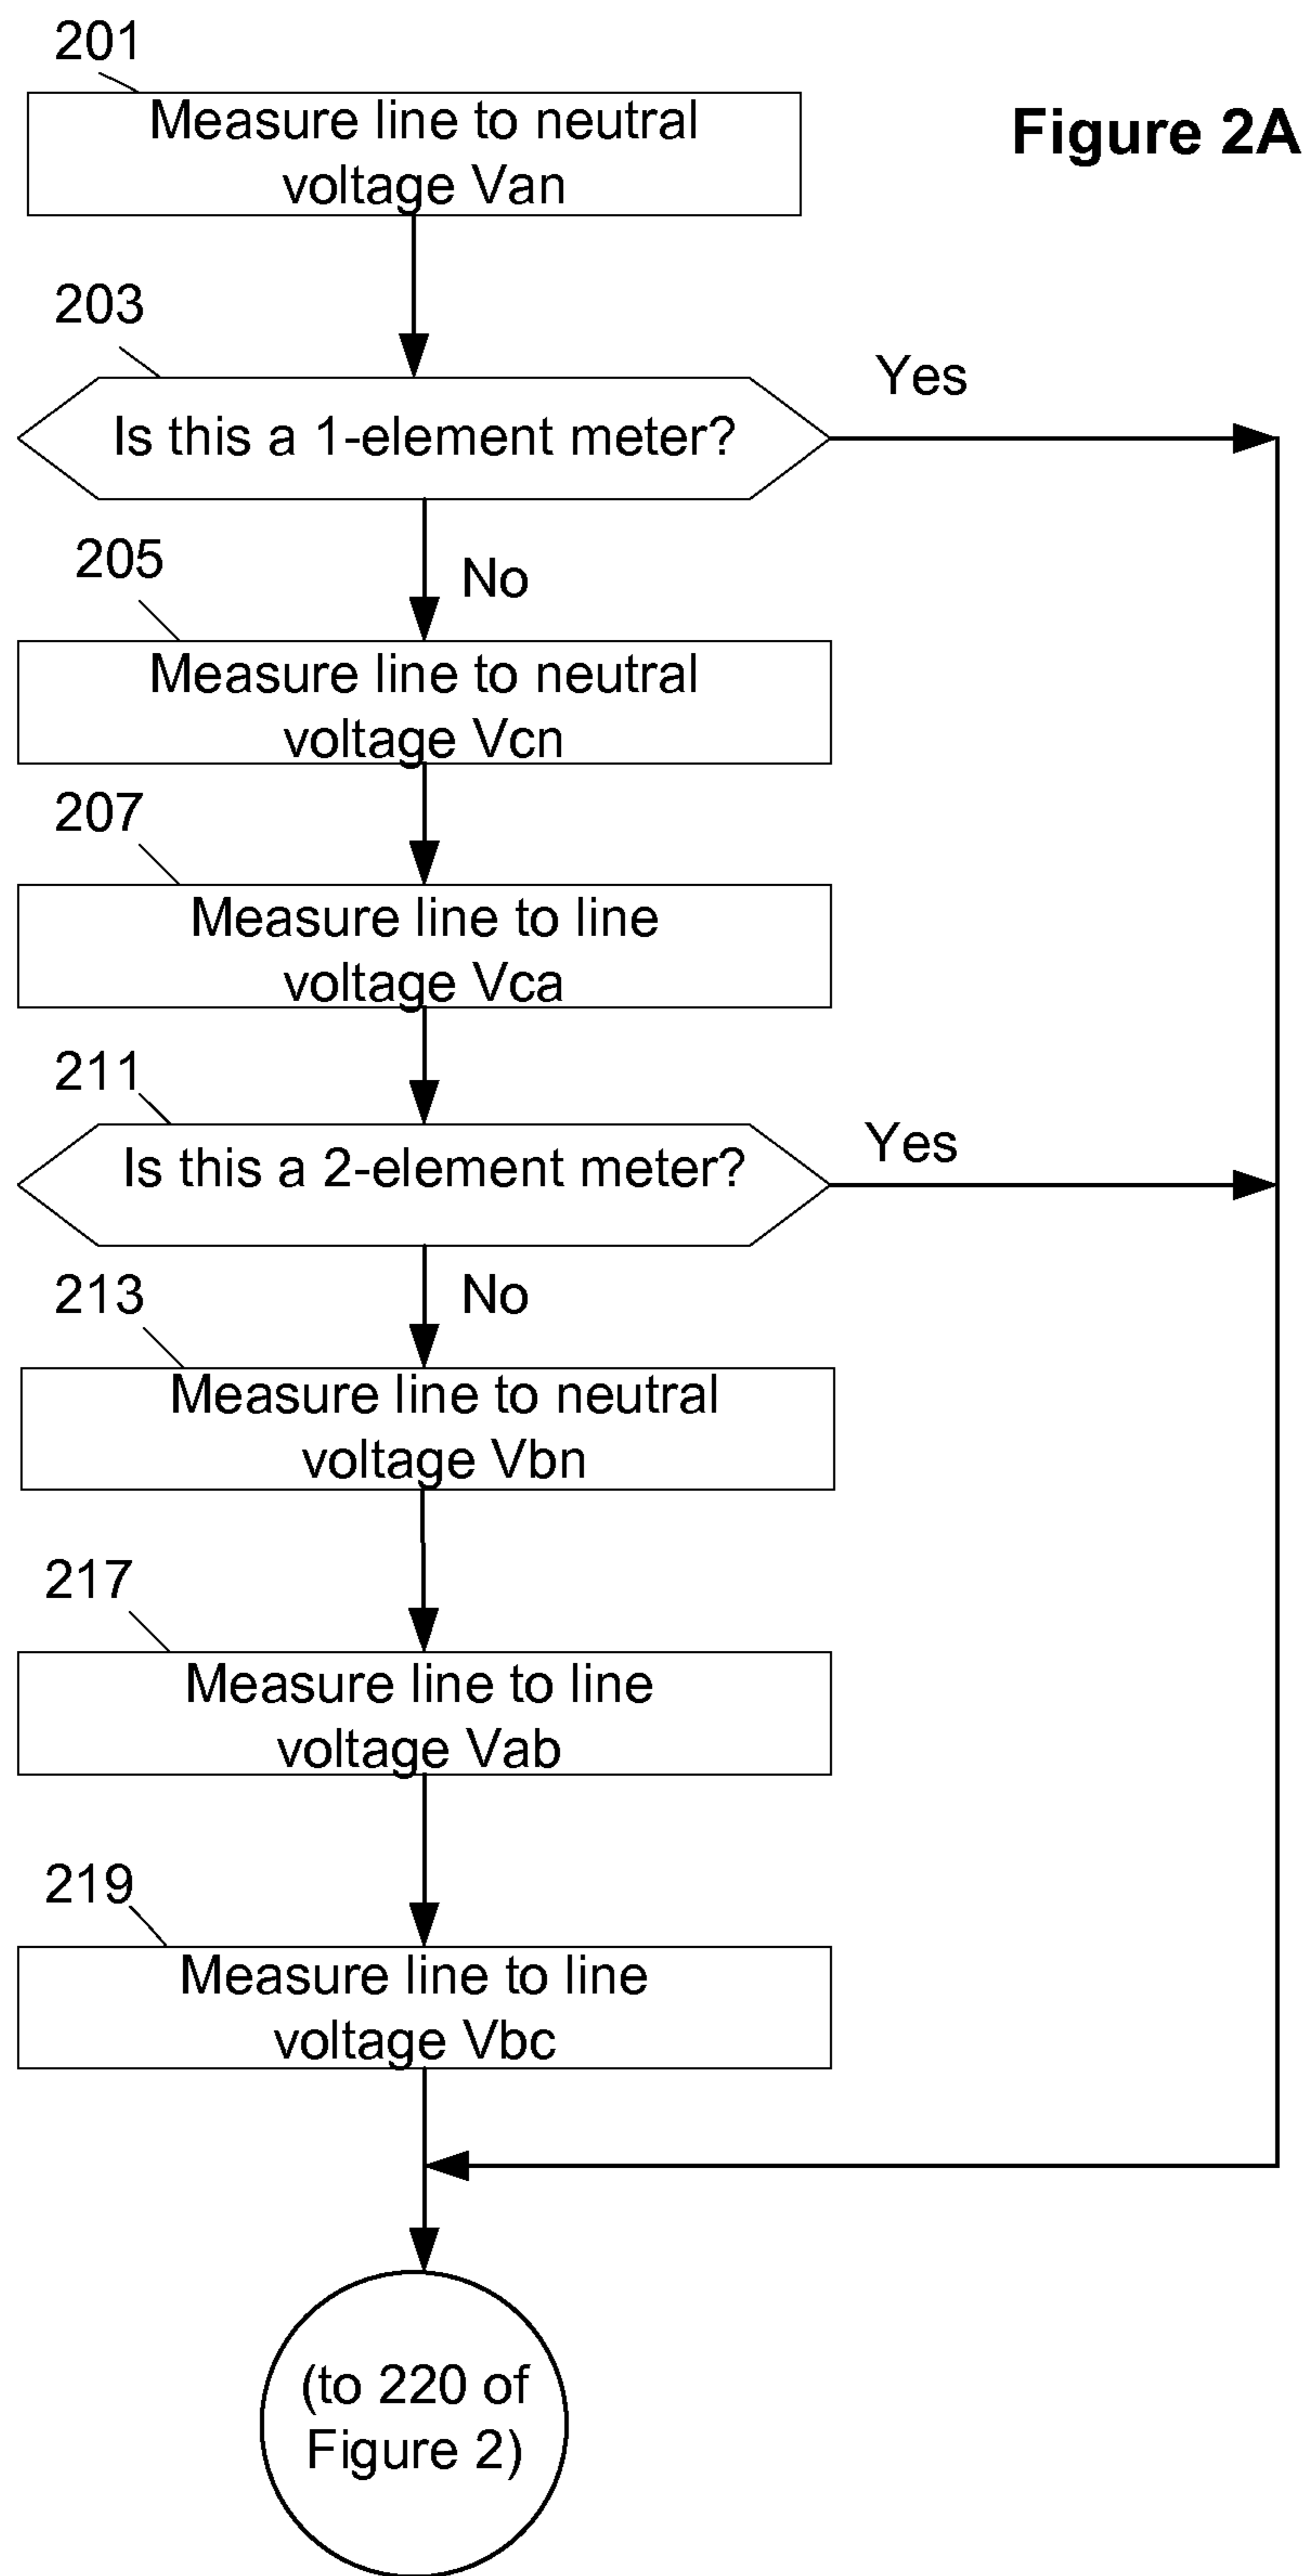 201
Measure line to neutral
voltage Van
Figure 2A
203
Is this a 1-element meter?
Yes
No
205
Measure line to neutral
voltage Vcn
207
Measure line to line
voltage Vca
211
Is this a 2-element meter?
Yes
No
213
Measure line to neutral
voltage Vbn
217
Measure line to line
voltage Vab
219
Measure line to line
voltage Vbc
(to 220 of
Figure 2)